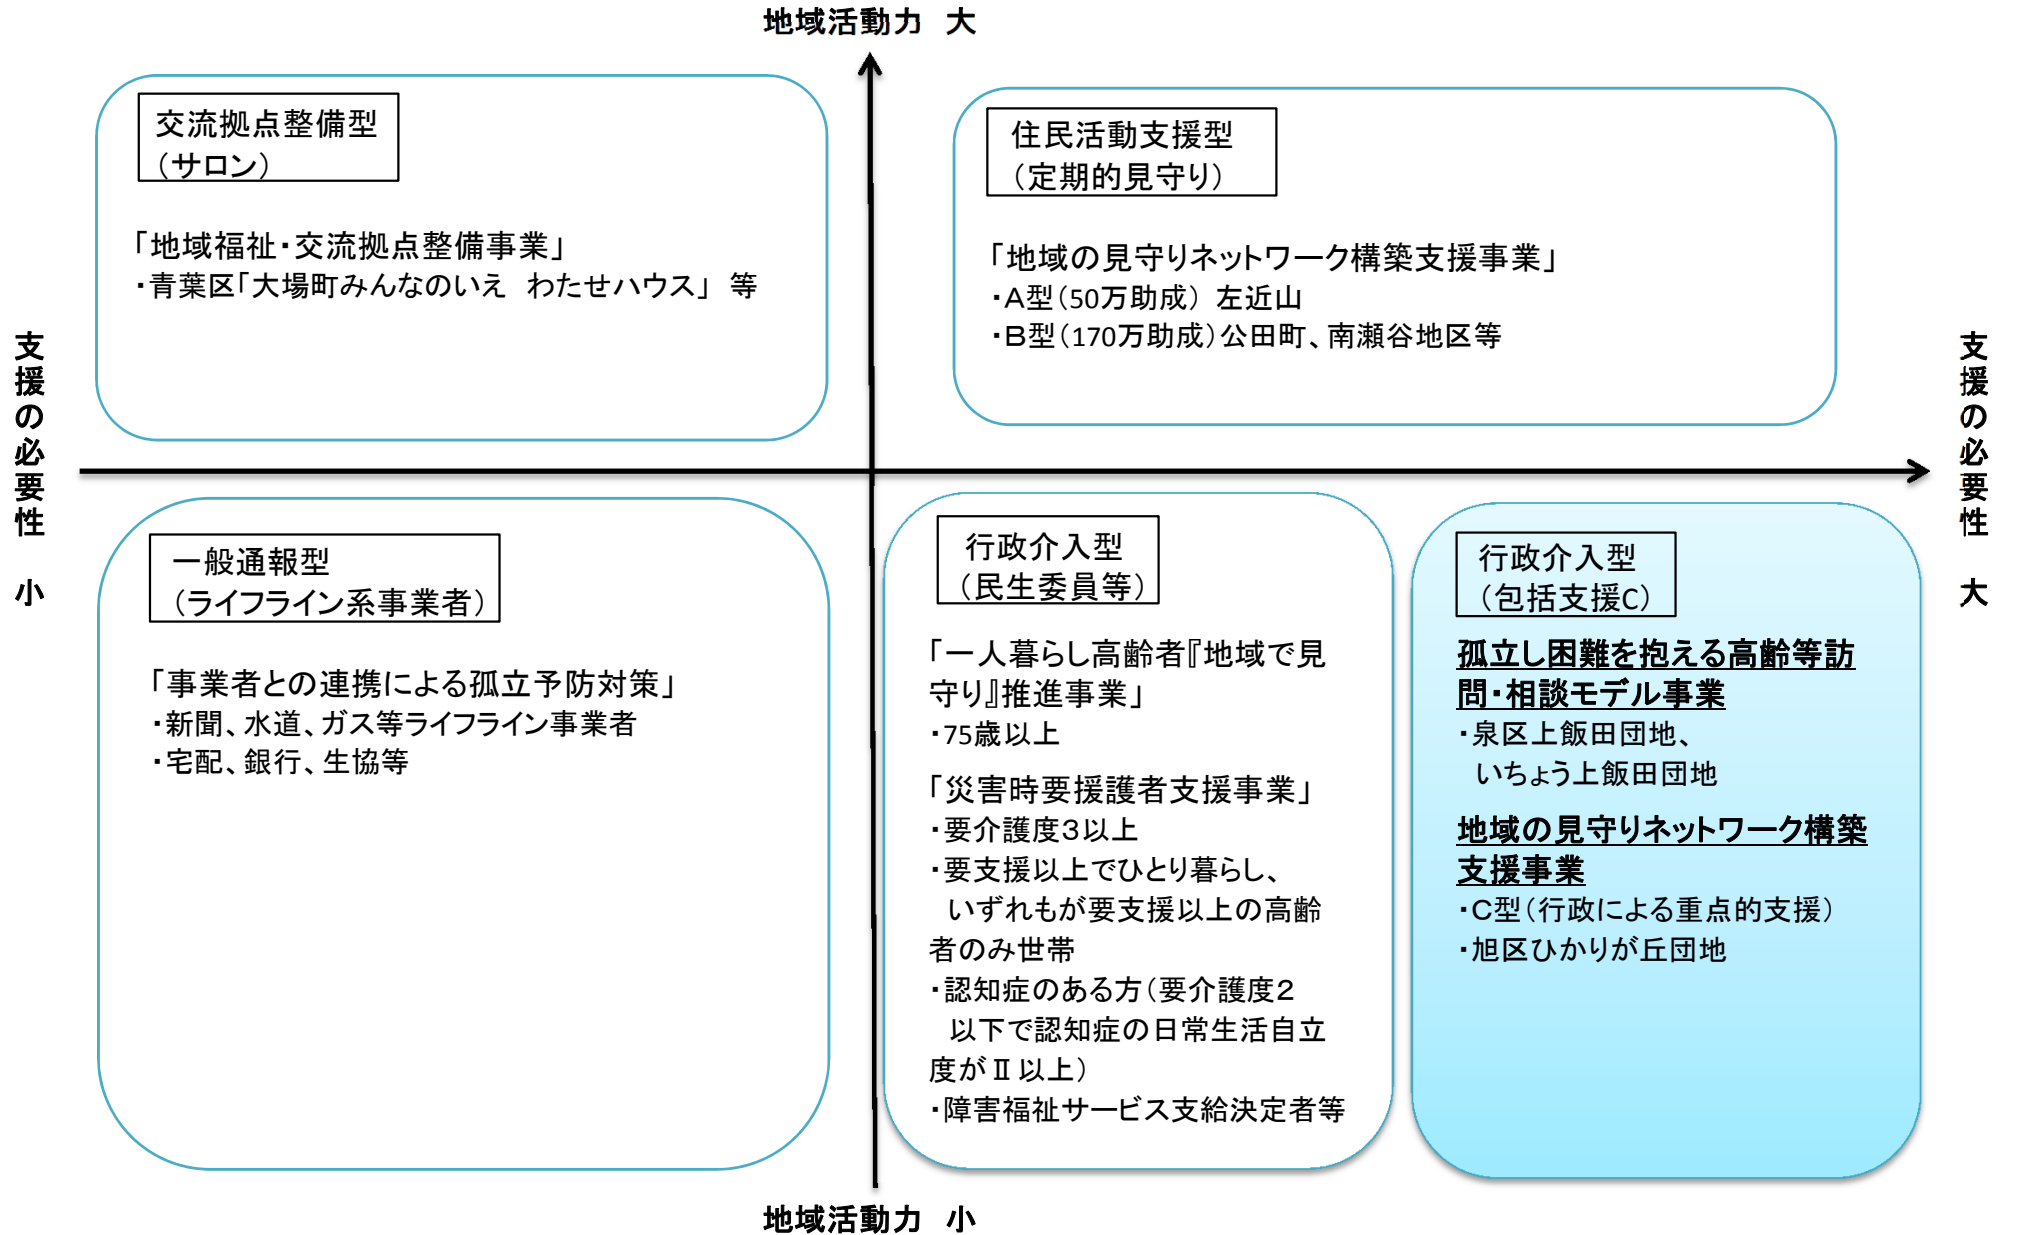 地域活動力　大
交流拠点整備型
（サロン）
「地域福祉・交流拠点整備事業」
・青葉区「大場町みんなのいえ　わたせハウス」　等
住民活動支援型
（定期的見守り）
「地域の見守りネットワーク構築支援事業」
・A型（50万助成）　左近山
・B型（170万助成）公田町、南瀬谷地区等
支援の必要性　小
支援の必要性　大
一般通報型
（ライフライン系事業者）
「事業者との連携による孤立予防対策」
・新聞、水道、ガス等ライフライン事業者
・宅配、銀行、生協等
行政介入型
（民生委員等）
「一人暮らし高齢者『地域で見
守り』推進事業」
・75歳以上
「災害時要援護者支援事業」
・要介護度３以上
・要支援以上でひとり暮らし、
いずれもが要支援以上の高齢
者のみ世帯
・認知症のある方（要介護度２
以下で認知症の日常生活自立
度がⅡ以上）
・障害福祉サービス支給決定者等
行政介入型
（包括支援C）
孤立し困難を抱える高齢等訪
問・相談モデル事業
・泉区上飯田団地、
いちょう上飯田団地
地域の見守りネットワーク構築
支援事業
・C型（行政による重点的支援）
・旭区ひかりが丘団地
地域活動力　小